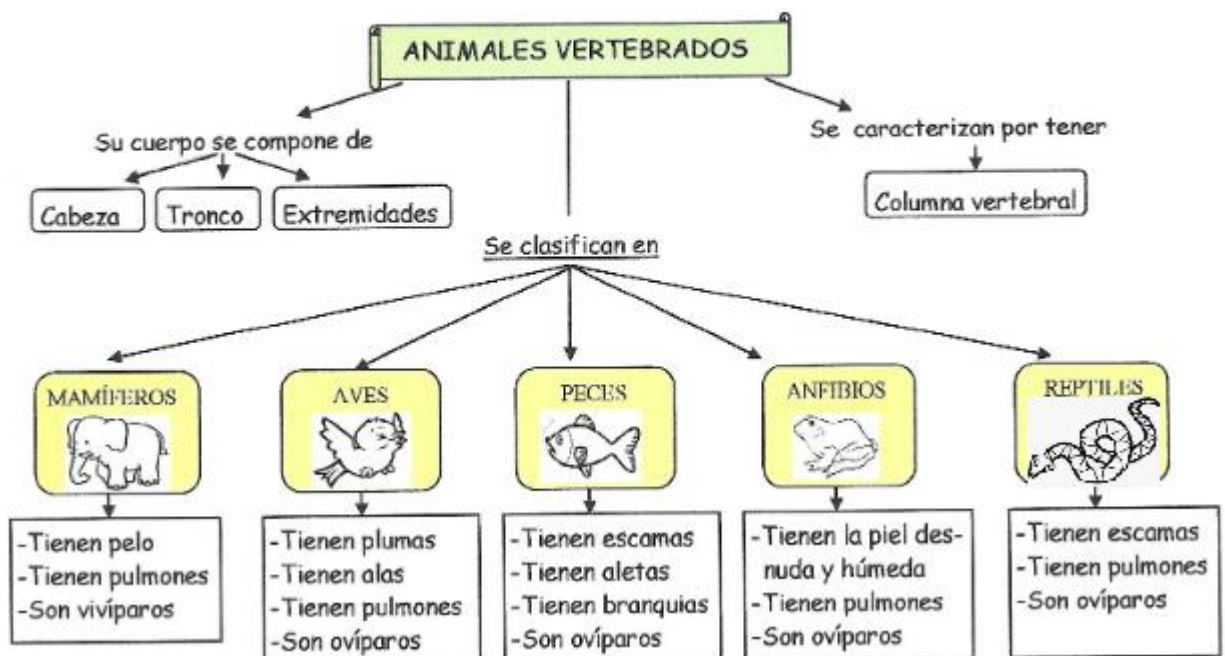 ANIMALES VERTEBRADOS
Su cuerpo se compone de
Cabeza
Tronco
Extremidades
Se caracterizan por tener
Columna vertebral
Se clasifican en
MAMÍFEROS
-Tienen pelo
-Tienen pulmones
-Son vivíparos
AVES
-Tienen plumas
-Tienen alas
-Tienen pulmones
-Son ovíparos
PECES
-Tienen escamas
-Tienen aletas
-Tienen branquias
-Son ovíparos
ANFIBIOS
-Tienen la piel des-
nuda y húmeda
-Tienen pulmones
-Son ovíparos
REPTILES
-Tienen escamas
-Tienen pulmones
-Son ovíparos